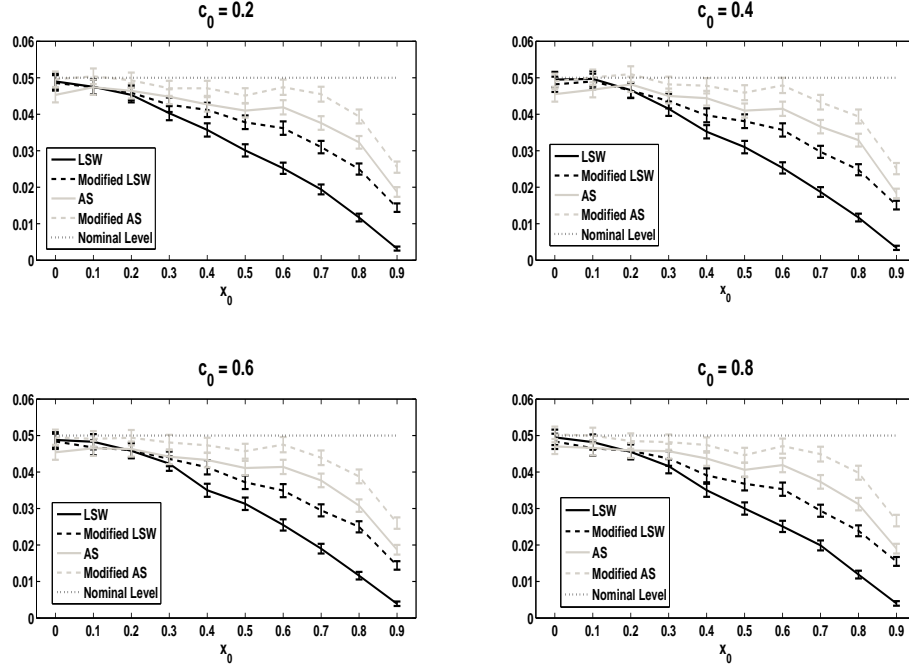 c0 = 0.2
0.06
0.05
0.04
0.03
0.02
0.01
0
LSW
Modified LSW
AS
Modified AS
Nominal Level
0 0.1 0.2 0.3 0.4 0.5 0.6 0.7 0.8 0.9
x0
c0 = 0.4
0.06
0.05
0.04
0.03
0.02
0.01
0
LSW
Modified LSW
AS
Modified AS
Nominal Level
0 0.1 0.2 0.3 0.4 0.5 0.6 0.7 0.8 0.9
x0
c0 = 0.6
0.06
0.05
0.04
0.03
0.02
0.01
0
LSW
Modified LSW
AS
Modified AS
Nominal Level
0 0.1 0.2 0.3 0.4 0.5 0.6 0.7 0.8 0.9
x0
c0 = 0.8
0.06
0.05
0.04
0.03
0.02
0.01
0
LSW
Modified LSW
AS
Modified AS
Nominal Level
0 0.1 0.2 0.3 0.4 0.5 0.6 0.7 0.8 0.9
x0